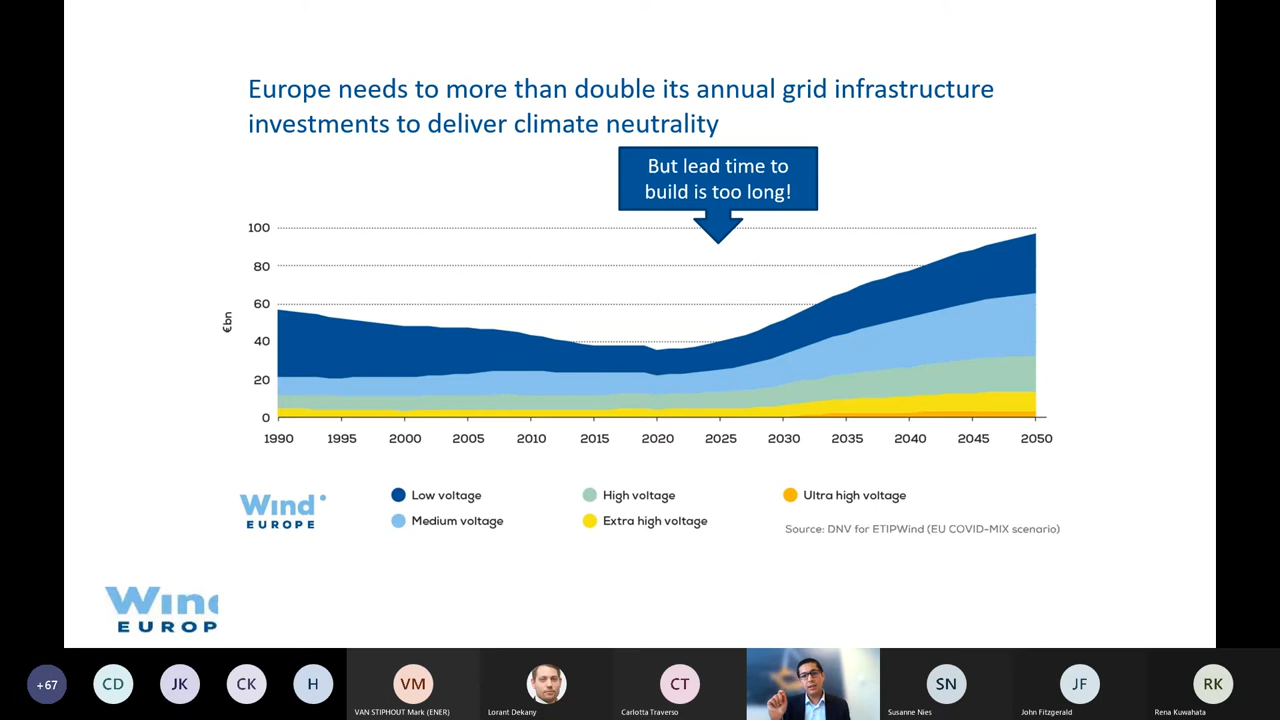 Europe needs to more than double its annual grid infrastructure
investments to deliver climate neutrality
But lead time to
build is too long!
100
80
60
40
20
0
€bn
1990 1995 2000 2005 2010 2015 2020 2025 2030 2035 2040 2045 2050
Wind
EUROPE
Low voltage
High voltage
Ultra high voltage
Medium voltage
Extra high voltage
Source: DNV for ETIPWind (EU COVID-MIX scenario)
Wind
EUROP
+67
CD
JK
CK
H
VM
VAN STIPHOUT Mark (ENER)
Lorant Dekany
CT
Carlotta Traverso
SN
Susanne Nies
JF
John Fitzgerald
RK
Rena Kuwahata